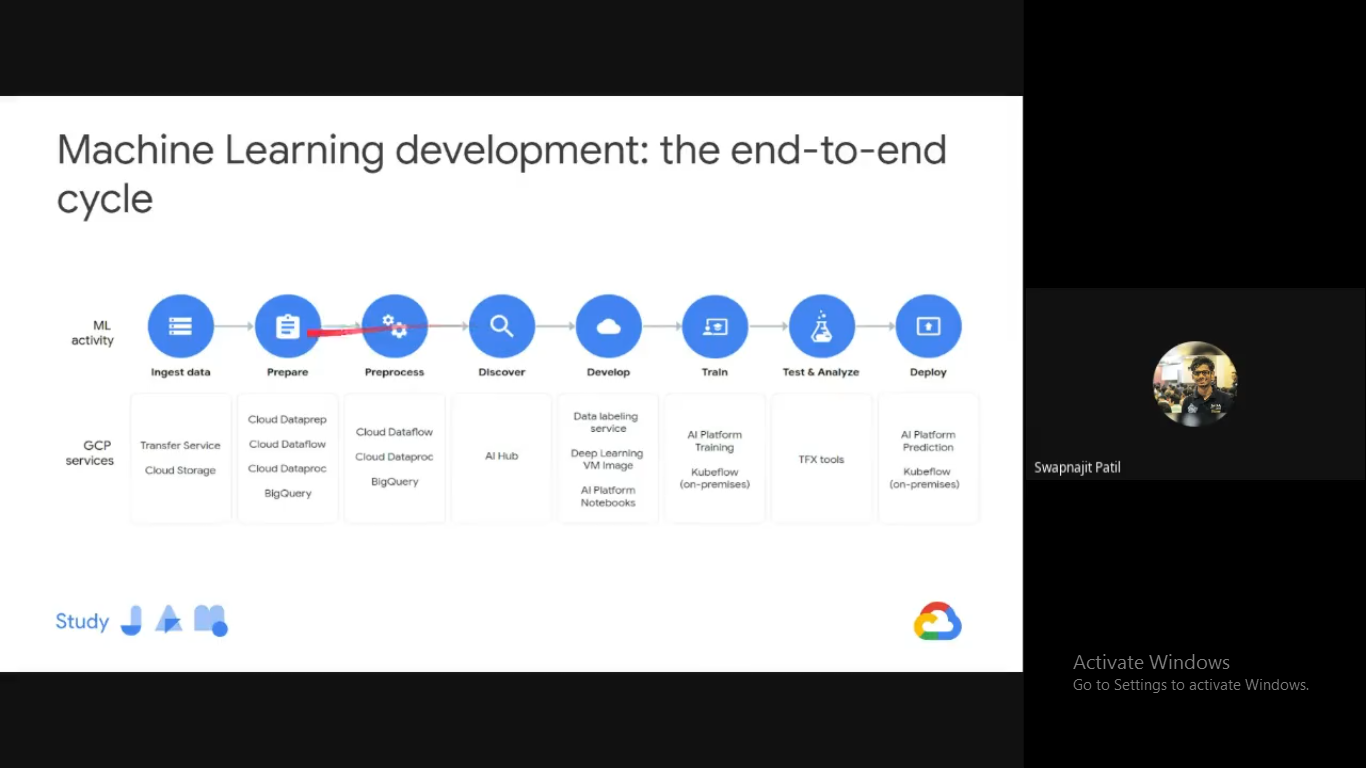 Machine Learning development: the end-to-end
cycle
ML
activity
Ingest data
Prepare
Preprocess
Discover
Develop
Train
Test & Analyze
Deploy
GCP
services
Transfer Service
Cloud Storage
Cloud Dataprep
Cloud Dataflow
Cloud Dataproc
BigQuery
Cloud Dataflow
Cloud Dataproc
BigQuery
AI Hub
Data labeling
service
Deep Learning
VM Image
AI Platform
Notebooks
AI Platform
Training
Kubeflow
(on-premises)
TFX tools
AI Platform
Prediction
Kubeflow
(on-premises)
Study JAM
Swapnajit Patil
Activate Windows
Go to Settings to activate Windows.